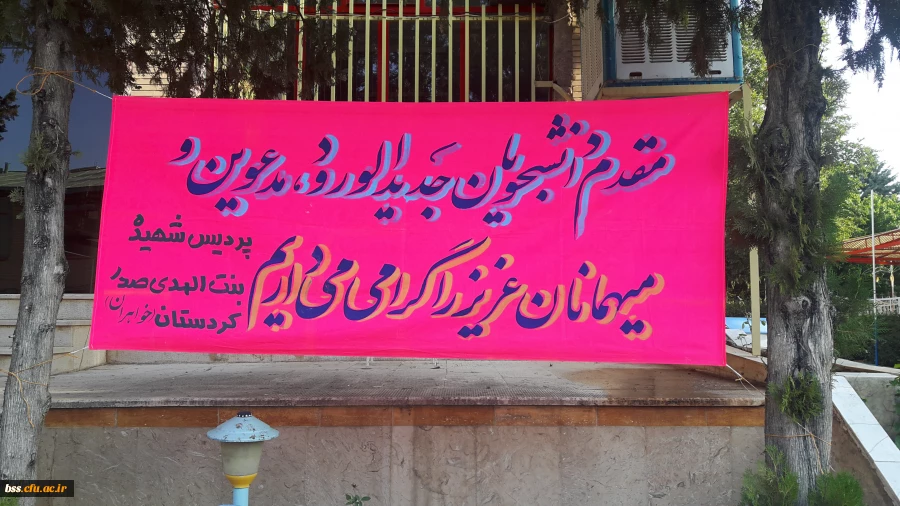 مقدم دانشجویان جدیدالورود، مدعوین و
میهمانان عزیز را گرامی می داریم
پردیس شهیدهٔ
بنت الهدی صدر
کردستان (خواهران)
bss.cfu.ac.ir